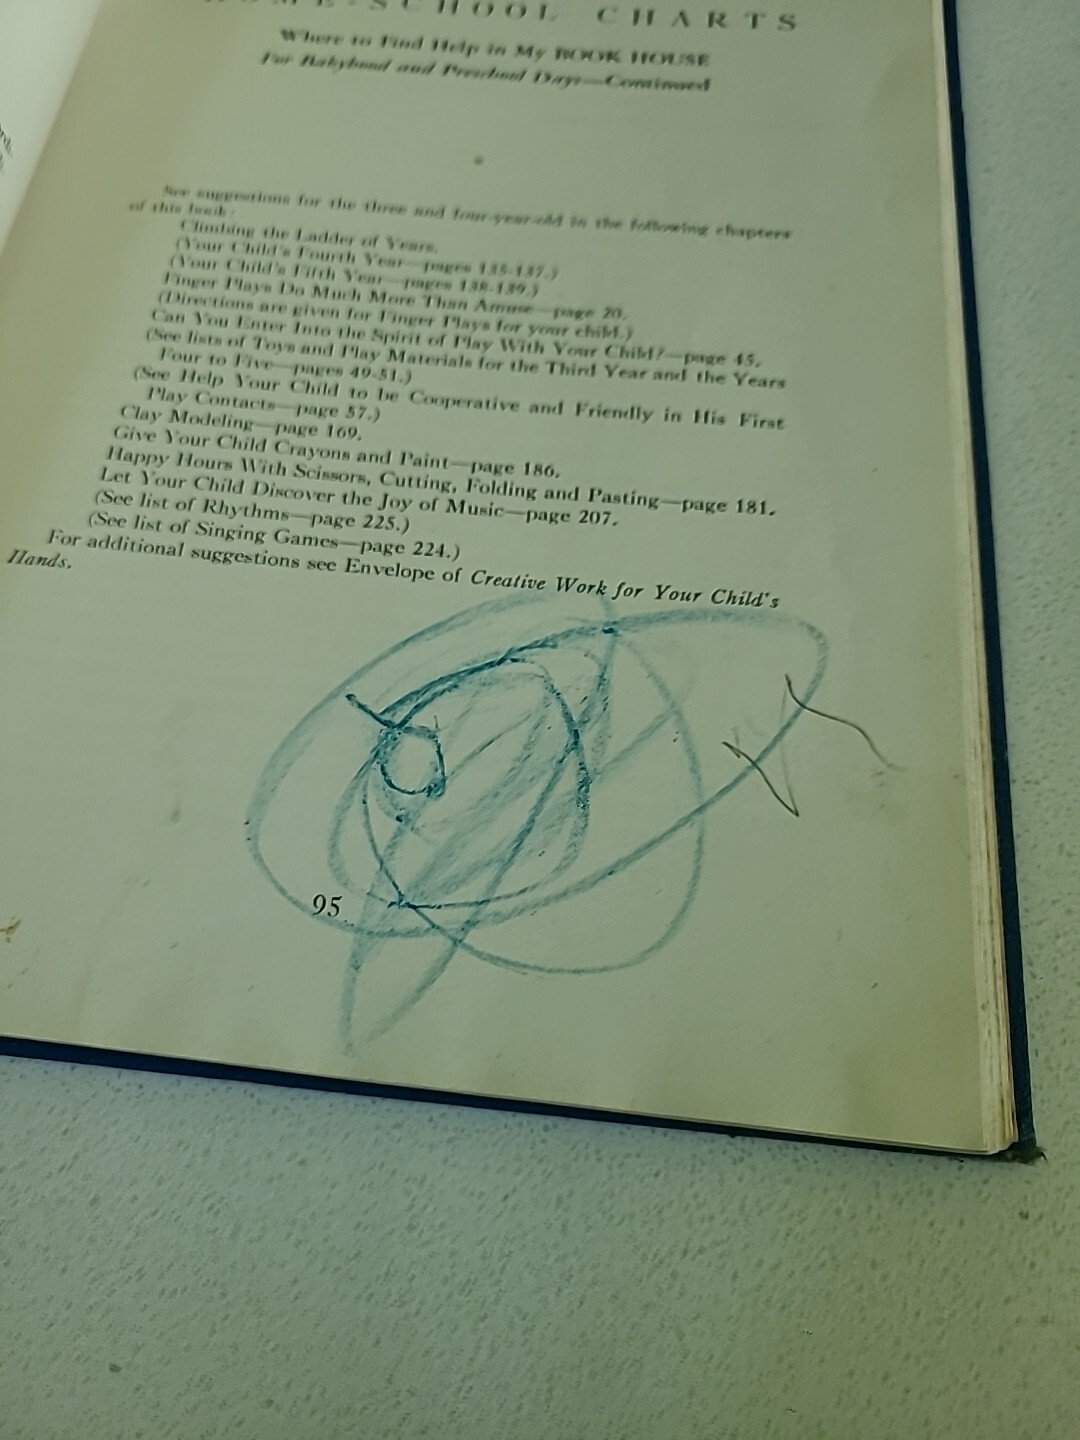 HOME-SCHOOL CHARTS
Where to Find Help in My BOOK HOUSE
For Babyhood and Preschool Days—Continued
See suggestions for the three and four-year-old in the following chapters
of this book:
Climbing the Ladder of Years.
(Your Child's Fourth Year—pages 135-137.)
(Your Child's Fifth Year—pages 138-139.)
Finger Plays Do Much More Than Amuse—page 20.
(Directions are given for Finger Plays for your child.)
Can You Enter Into the Spirit of Play With Your Child?—page 45.
(See lists of Toys and Play Materials for the Third Year and the Years
Four to Five—pages 49-51.)
(See Help Your Child to be Cooperative and Friendly in His First
Play Contacts—page 57.)
Clay Modeling—page 169.
Give Your Child Crayons and Paint—page 186.
Happy Hours With Scissors, Cutting, Folding and Pasting—page 181.
Let Your Child Discover the Joy of Music—page 207.
(See list of Rhythms—page 225.)
(See list of Singing Games—page 224.)
For additional suggestions see Envelope of Creative Work for Your Child's
Hands.
95